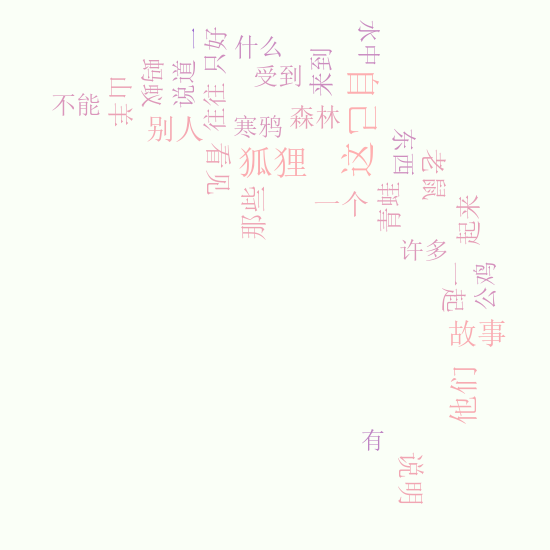 水中
只好
一
什么
来到
受到
说道
蚂蚁
山羊
不能
往往
自己
森林
寒鸦
别人
这
东西
看见
狐狸
老鼠
那些
一个
青蛙
起来
许多
公鸡
一起
故事
他们
有
说明